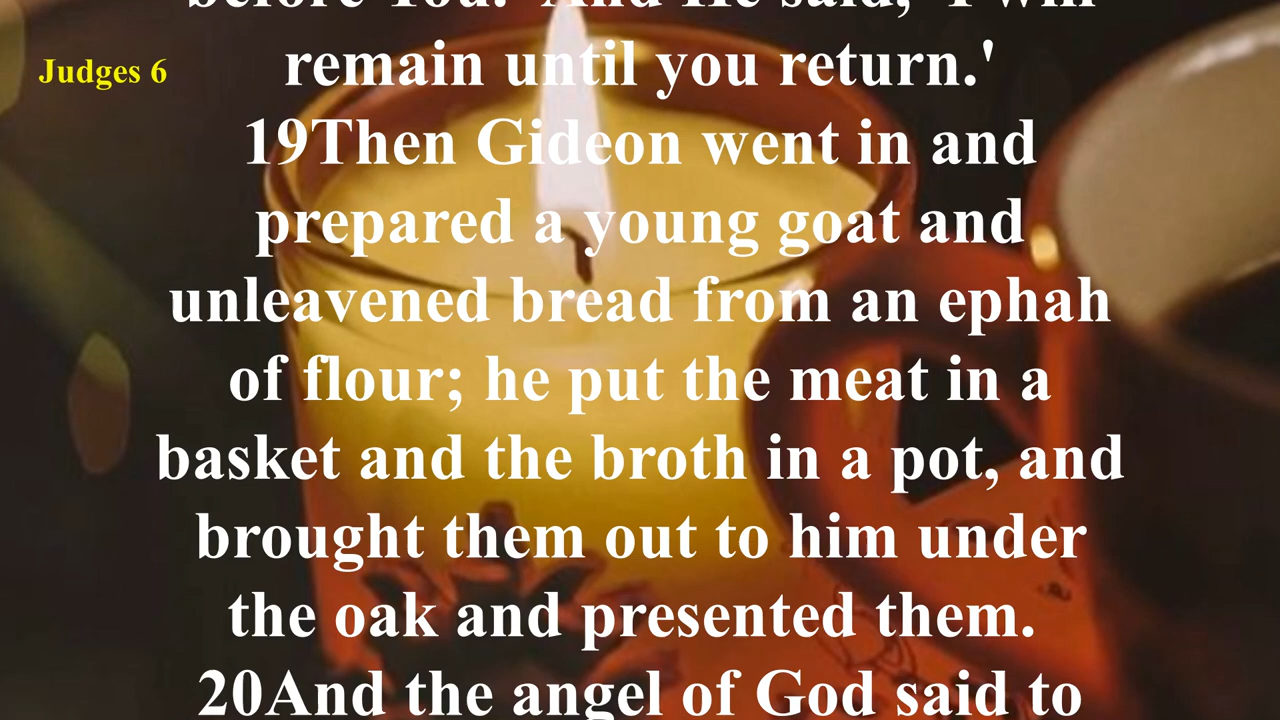 before You. And He said, 'I will
Judges 6
remain until you return.'
19Then Gideon went in and
prepared a young goat and
unleavened bread from an ephah
of flour; he put the meat in a
basket and the broth in a pot, and
brought them out to him under
the oak and presented them.
20And the angel of God said to